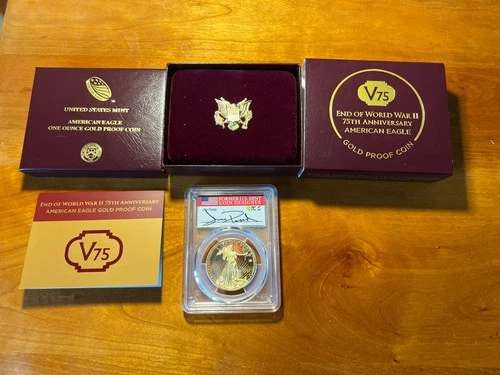 UNITED STATES MINT
AMERICAN EAGLE
ONE OUNCE GOLD PROOF COIN
V75
END OF WORLD WAR II
75TH ANNIVERSARY
AMERICAN EAGLE
GOLD PROOF COIN
END OF WORLD WAR II 75TH ANNIVERSARY
AMERICAN EAGLE GOLD PROOF COIN
V75
FORMER U.S. MINT
COIN DESIGNER